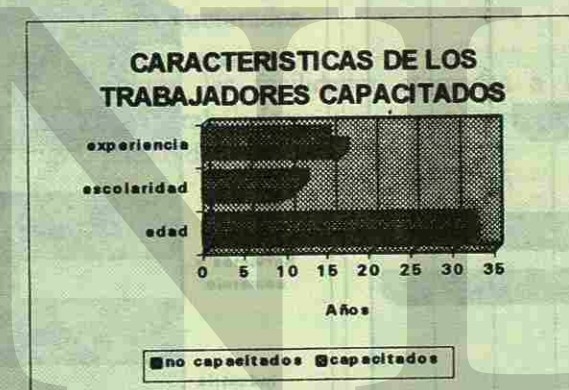 CARACTERISTICAS DE LOS
TRABAJADORES CAPACITADOS
experiencia
escolaridad
edad
0 5 10 15 20 25 30 35
Años
no capacitados capacitados